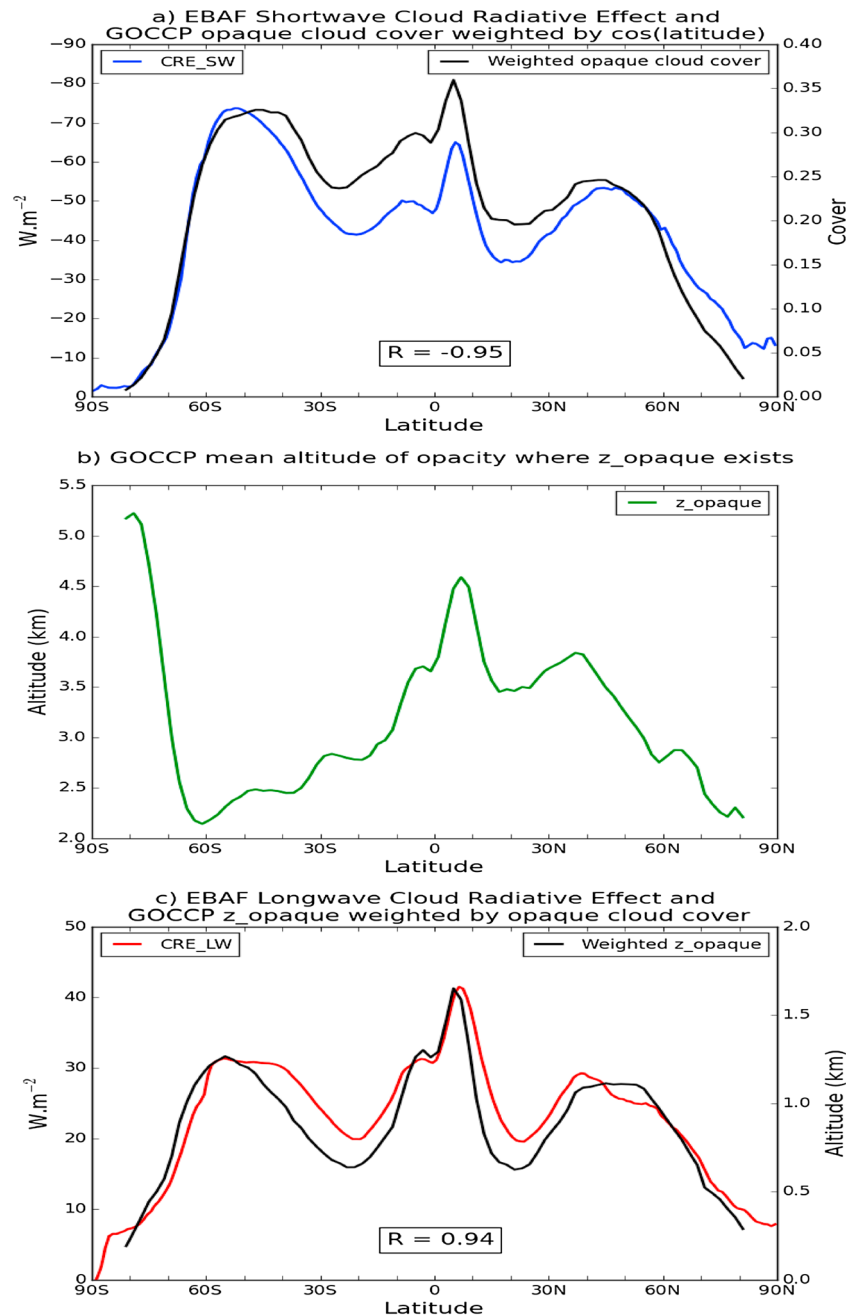 a) EBAF Shortwave Cloud Radiative Effect and
GOCCP opaque cloud cover weighted by cos(latitude)
−90
−80
−70
−60
−50
−40
−30
−20
−10
0
W.m−2
CRE_SW
Weighted opaque cloud cover
0.40
0.35
0.30
0.25
0.20
0.15
0.10
0.05
0.00
Cover
R = -0.95
90S 60S 30S 0 30N 60N 90N
Latitude
b) GOCCP mean altitude of opacity where z_opaque exists
5.5
5.0
4.5
4.0
3.5
3.0
2.5
2.0
Altitude (km)
z_opaque
90S 60S 30S 0 30N 60N 90N
Latitude
c) EBAF Longwave Cloud Radiative Effect and
GOCCP z_opaque weighted by opaque cloud cover
50
40
30
20
10
0
W.m−2
CRE_LW
Weighted z_opaque
2.0
1.5
1.0
0.5
0.0
Altitude (km)
R = 0.94
90S 60S 30S 0 30N 60N 90N
Latitude